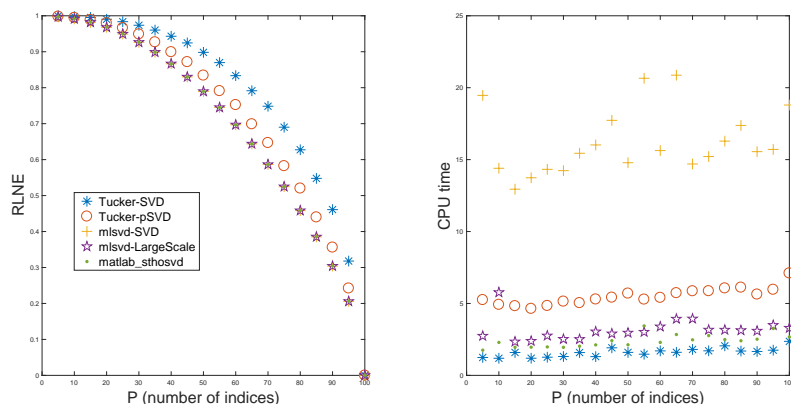 1
0.9
0.8
0.7
0.6
0.5
0.4
0.3
0.2
0.1
0
RLNE
Tucker-SVD
Tucker-pSVD
mlsvd-SVD
mlsvd-LargeScale
matlab_sthosvd
0 10 20 30 40 50 60 70 80 90 100
P (number of indices)
25
20
15
10
5
0
CPU time
0 10 20 30 40 50 60 70 80 90 100
P (number of indices)